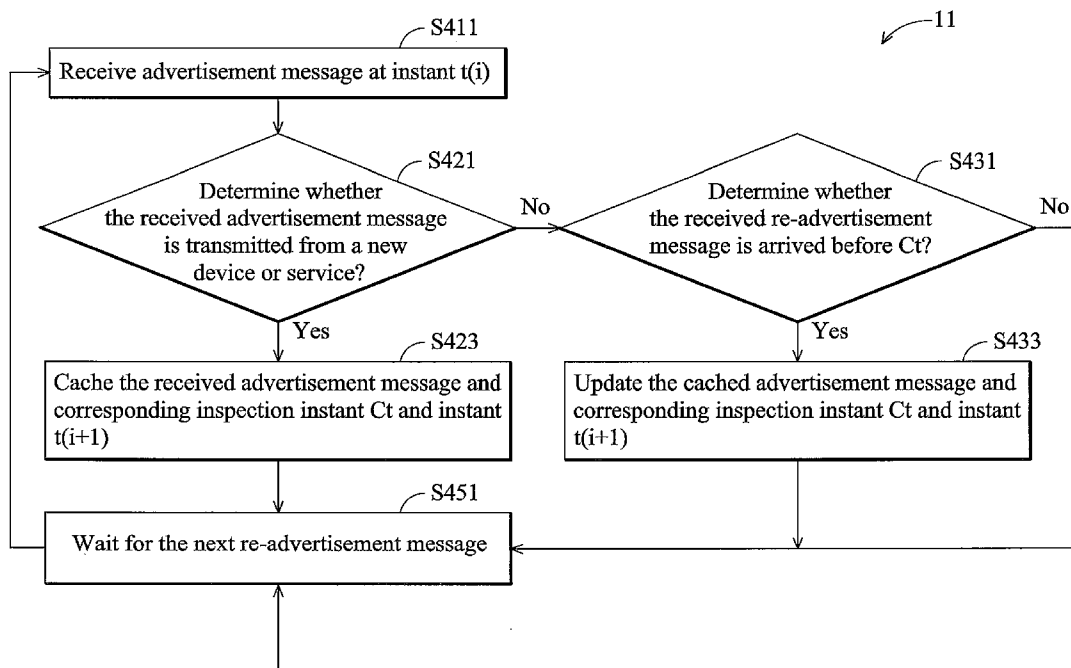 S411
11
Receive advertisement message at instant t(i)
S421
Determine whether
the received advertisement message
is transmitted from a new
device or service?
No
S431
Determine whether
the received re-advertisement
message is arrived before Ct?
No
Yes
Yes
S423
Cache the received advertisement message and
corresponding inspection instant Ct and instant
t(i+1)
S433
Update the cached advertisement message and
corresponding inspection instant Ct and instant
t(i+1)
S451
Wait for the next re-advertisement message